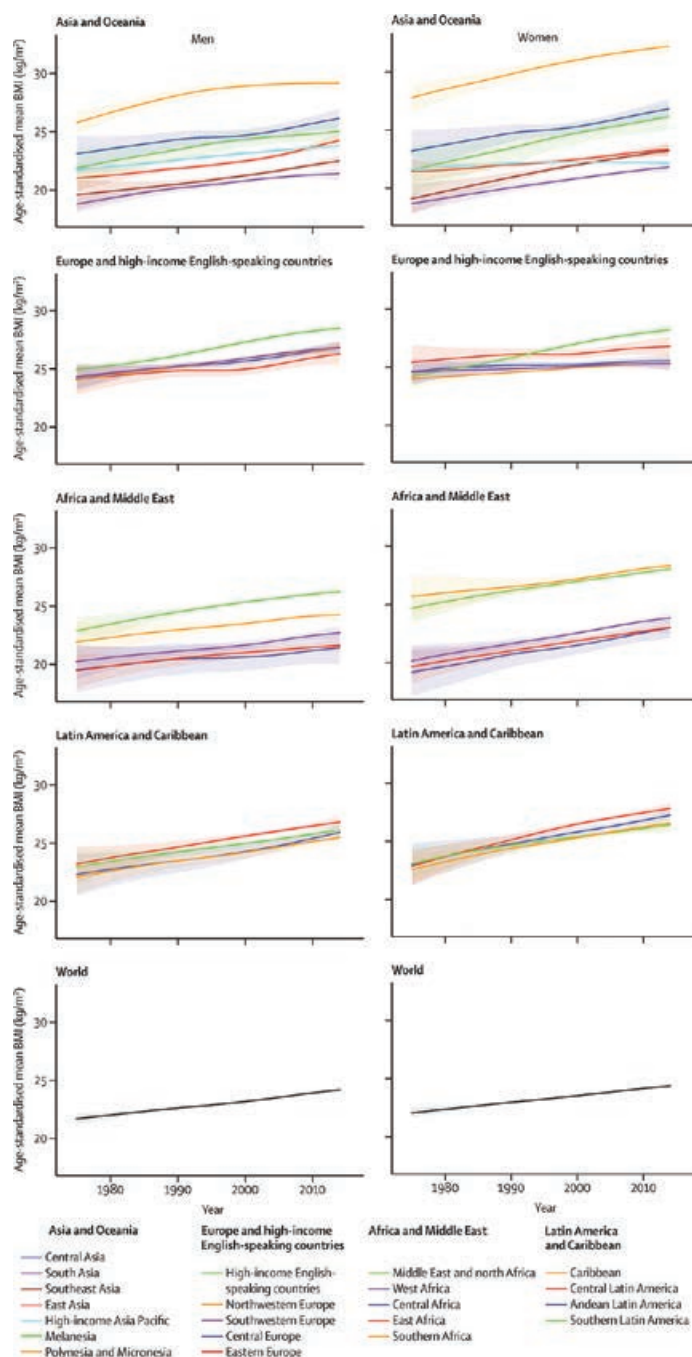 Asia and Oceania
Men
Age-standardised mean BMI (kg/m²)
30
25
20
Asia and Oceania
Women
Europe and high-income English-speaking countries
Age-standardised mean BMI (kg/m²)
30
25
20
Europe and high-income English-speaking countries
Africa and Middle East
Age-standardised mean BMI (kg/m²)
30
25
20
Africa and Middle East
Latin America and Caribbean
Age-standardised mean BMI (kg/m²)
30
25
20
Latin America and Caribbean
World
Age-standardised mean BMI (kg/m²)
30
25
20
1980 1990 2000 2010
Year
World
1980 1990 2000 2010
Year
Asia and Oceania
Central Asia
South Asia
Southeast Asia
East Asia
High-income Asia Pacific
Melanesia
Polynesia and Micronesia
Europe and high-income
English-speaking countries
High-income English-
speaking countries
Northwestern Europe
Southwestern Europe
Central Europe
Eastern Europe
Africa and Middle East
Middle East and north Africa
West Africa
Central Africa
East Africa
Southern Africa
Latin America
and Caribbean
Caribbean
Central Latin America
Andean Latin America
Southern Latin America